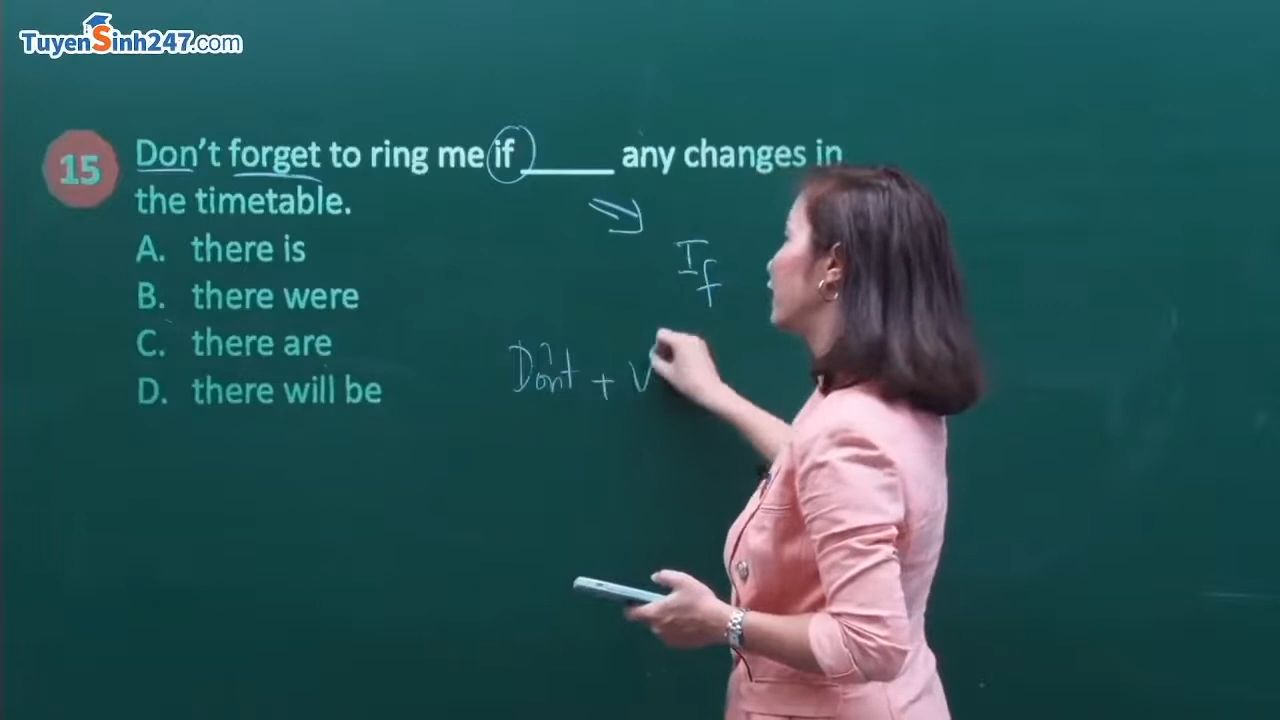 TuyenSinh247.com
15 Don't forget to ring me if ______ any changes in
the timetable.
A. there is
B. there were
C. there are
D. there will be
If
Don't + V